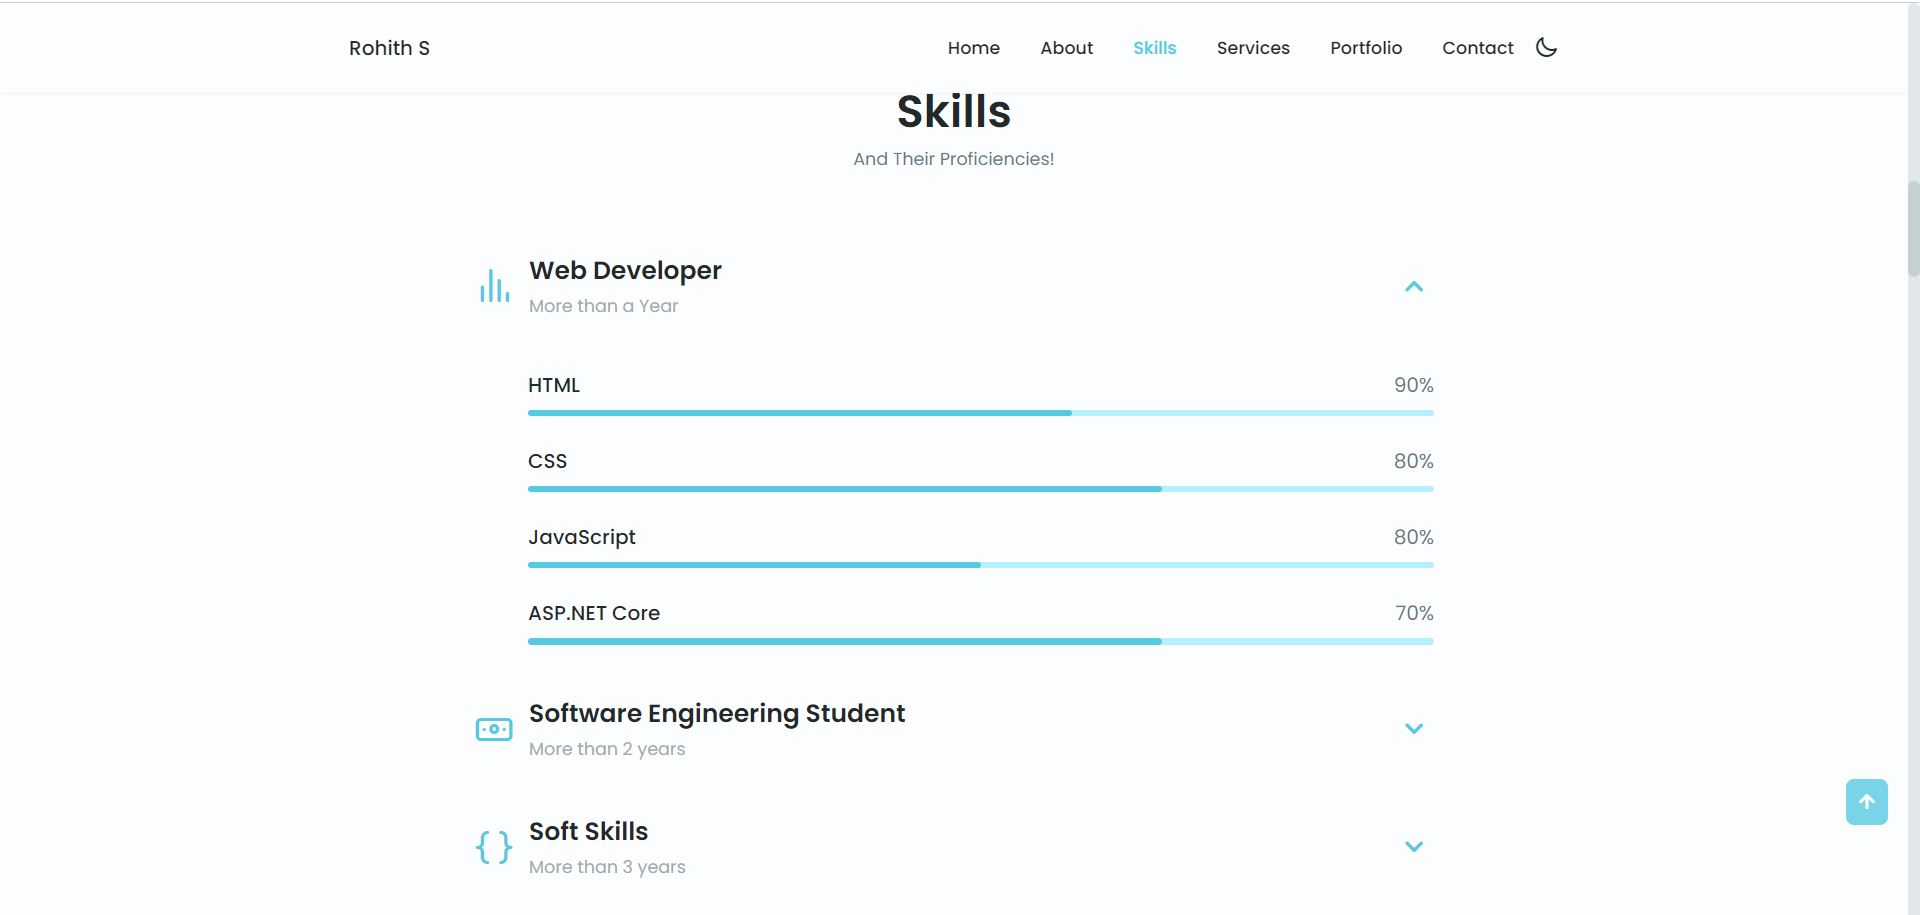 Rohith S Home About Skills Services Portfolio Contact
Skills
And Their Proficiencies!
Web Developer
More than a Year
HTML 90%
CSS 80%
JavaScript 80%
ASP.NET Core 70%
Software Engineering Student
More than 2 years
Soft Skills
More than 3 years